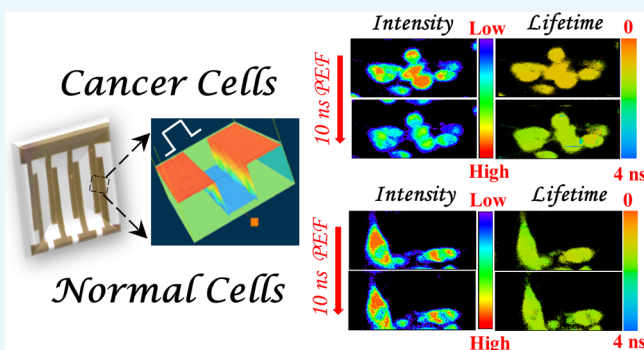 Cancer Cells
Normal Cells
Intensity
Low
Lifetime
0
10 ns PEF
High
4 ns
Intensity
Low
Lifetime
0
10 ns PEF
High
4 ns